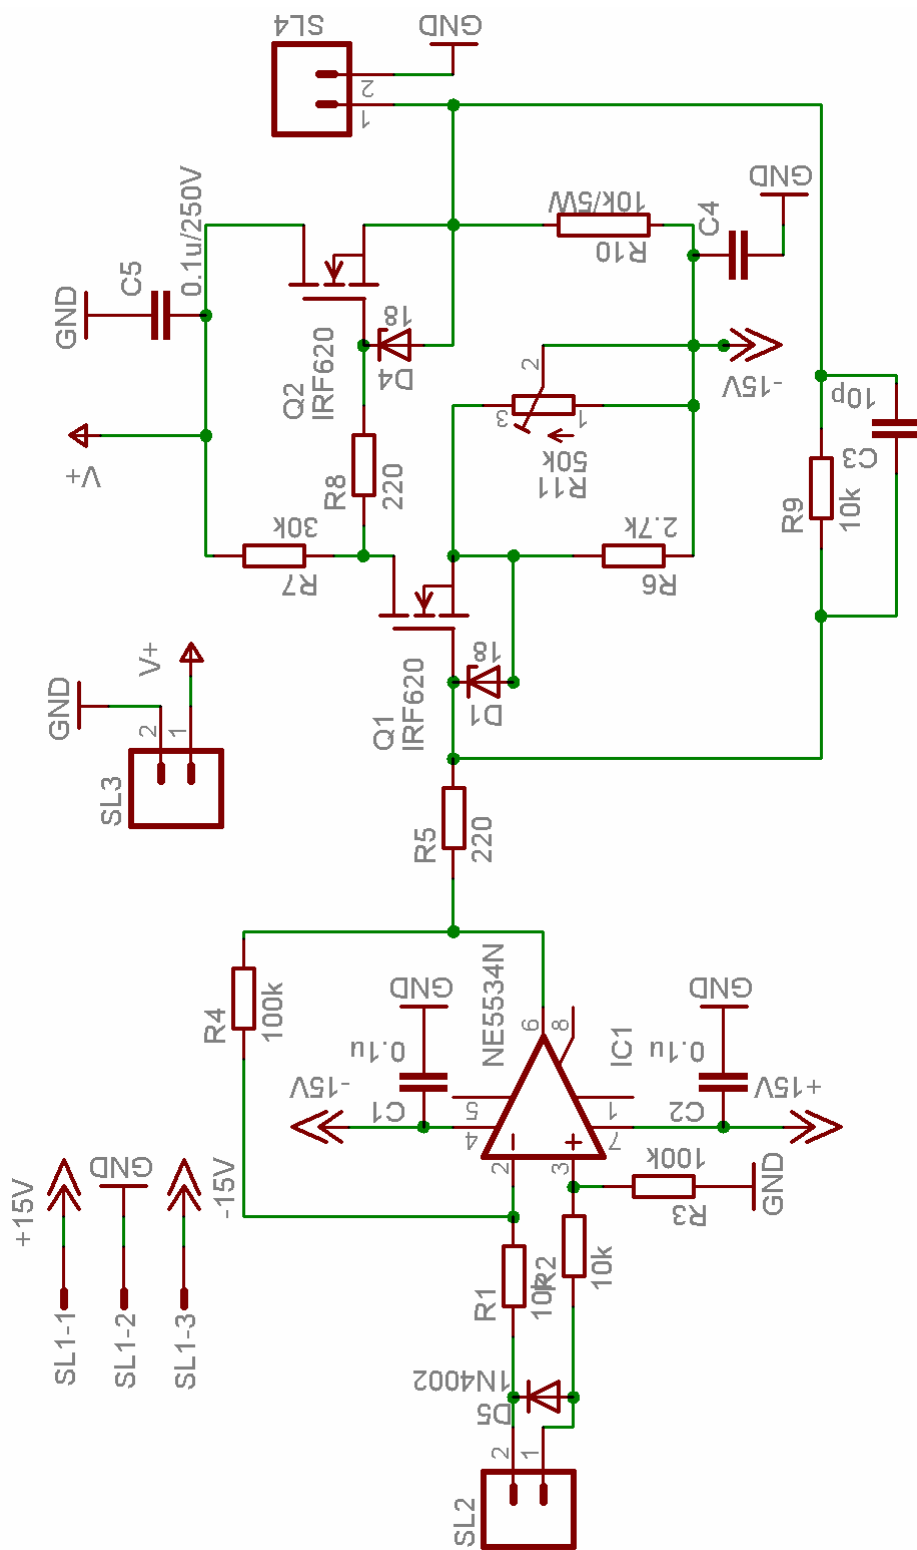 SL1-1
+15V
SL1-2
GND
SL1-3
-15V
SL3
2
1
GND
V+
V+
GND
C5
0.1u/250V
SL4
1
2
GND
R4
100k
R7
30k
R8
220
Q2
IRF620
D4
18
-15V
C1
0.1u
GND
Q1
IRF620
D1
18
R5
220
R11
50k
3
1
2
R10
10k/5W
R6
2.7k
C4
GND
-15V
SL2
2
1
D5
1N4002
R1
10k
R2
10k
2
3
4
5
6
8
1
7
NE5534N
IC1
R3
100k
GND
C2
0.1u
GND
+15V
R9
10k
C3
10p